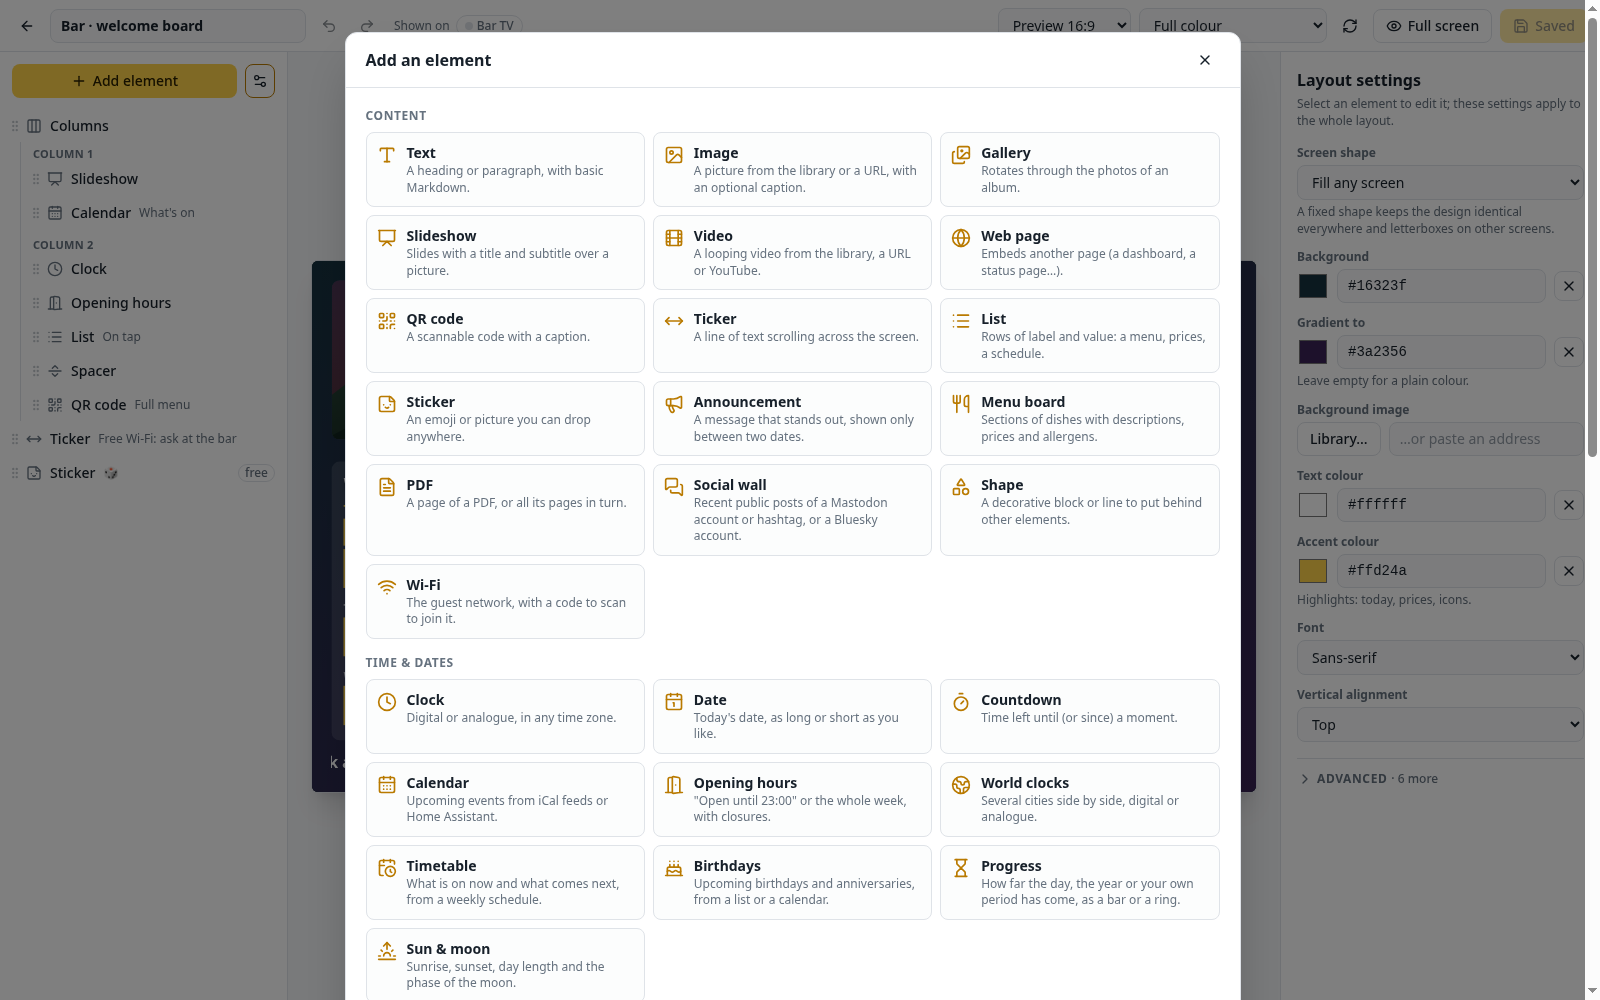 Bar · welcome board
Shown on
Bar TV
Preview 16:9
Full colour
Full screen
Saved
Add element
Columns
COLUMN 1
Slideshow
Calendar What's on
COLUMN 2
Clock
Opening hours
List On tap
Spacer
QR code Full menu
Ticker Free Wi-Fi: ask at the bar
Sticker
free
Add an element
CONTENT
Text
A heading or paragraph, with basic
Markdown.
Image
A picture from the library or a URL, with
an optional caption.
Gallery
Rotates through the photos of an
album.
Slideshow
Slides with a title and subtitle over a
picture.
Video
A looping video from the library, a URL
or YouTube.
Web page
Embeds another page (a dashboard, a
status page...).
QR code
A scannable code with a caption.
Ticker
A line of text scrolling across the screen.
List
Rows of label and value: a menu, prices,
a schedule.
Sticker
An emoji or picture you can drop
anywhere.
Announcement
A message that stands out, shown only
between two dates.
Menu board
Sections of dishes with descriptions,
prices and allergens.
PDF
A page of a PDF, or all its pages in turn.
Social wall
Recent public posts of a Mastodon
account or hashtag, or a Bluesky
account.
Shape
A decorative block or line to put behind
other elements.
Wi-Fi
The guest network, with a code to scan
to join it.
TIME & DATES
Clock
Digital or analogue, in any time zone.
Date
Today's date, as long or short as you
like.
Countdown
Time left until (or since) a moment.
Calendar
Upcoming events from iCal feeds or
Home Assistant.
Opening hours
"Open until 23:00" or the whole week,
with closures.
World clocks
Several cities side by side, digital or
analogue.
Timetable
What is on now and what comes next,
from a weekly schedule.
Birthdays
Upcoming birthdays and anniversaries,
from a list or a calendar.
Progress
How far the day, the year or your own
period has come, as a bar or a ring.
Sun & moon
Sunrise, sunset, day length and the
phase of the moon.
Layout settings
Select an element to edit it; these settings apply to
the whole layout.
Screen shape
Fill any screen
A fixed shape keeps the design identical
everywhere and letterboxes on other screens.
Background
#16323f
Gradient to
#3a2356
Leave empty for a plain colour.
Background image
Library...
...or paste an address
Text colour
#ffffff
Accent colour
#ffd24a
Highlights: today, prices, icons.
Font
Sans-serif
Vertical alignment
Top
ADVANCED · 6 more